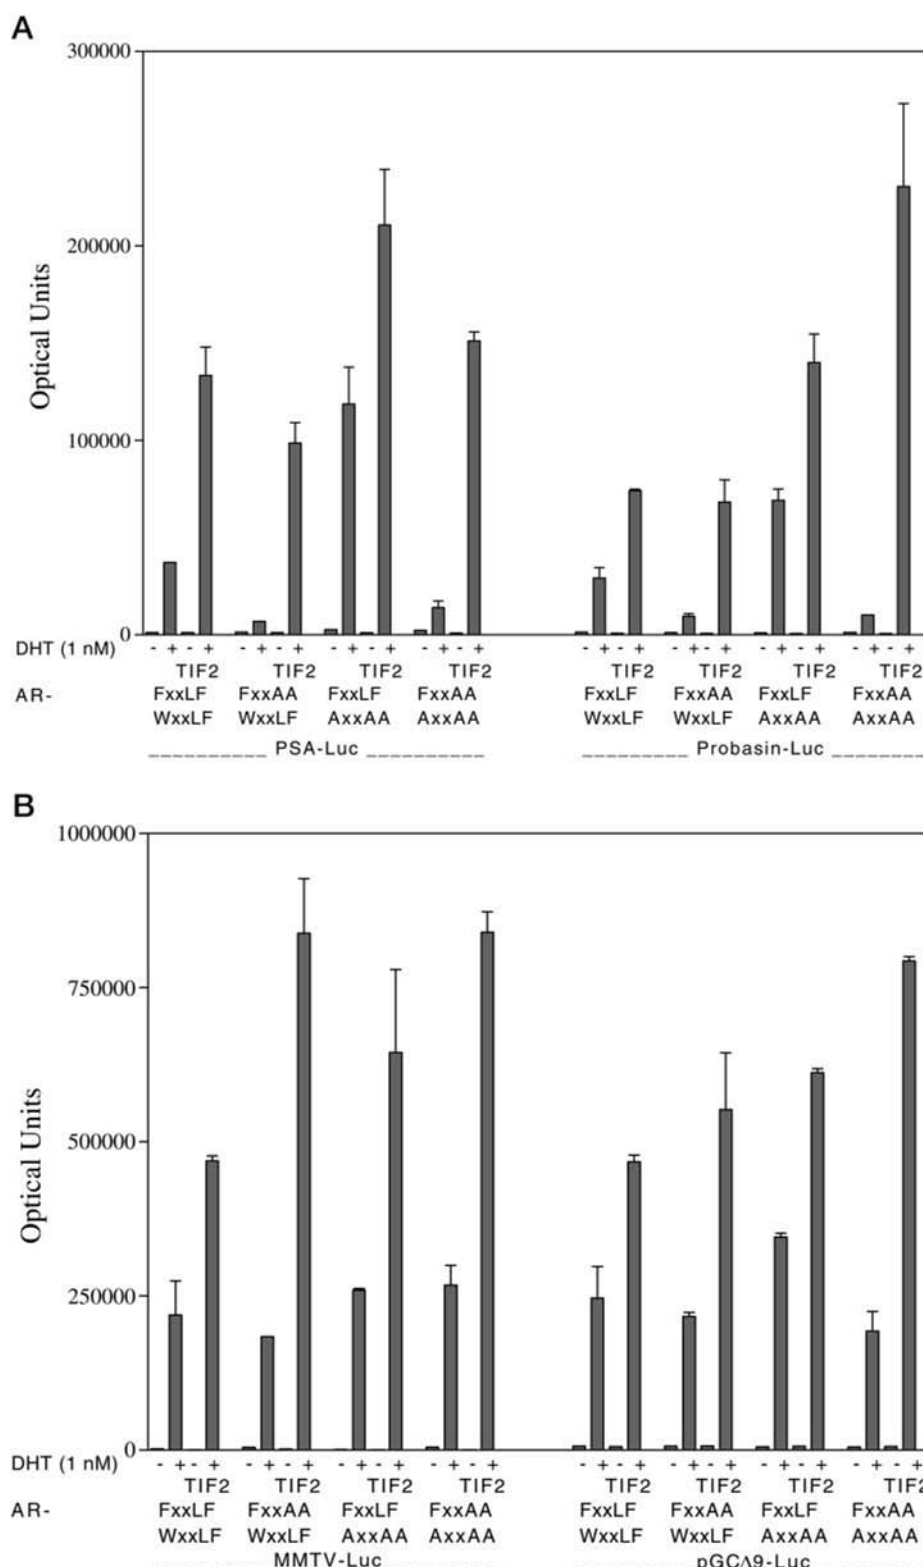 A
300000
200000
100000
0
Optical Units
DHT (1 nM) - + - + - + - + - + - + - + - + - + - + - + - + - + - + - + - +
TIF2 TIF2 TIF2 TIF2 TIF2 TIF2 TIF2
AR- FxxLF FxxAA FxxLF FxxAA FxxLF FxxAA FxxLF FxxAA
WxxLF WxxLF AxxAA AxxAA WxxLF WxxLF AxxAA AxxAA
PSA-Luc Probasin-Luc
B
1000000
750000
500000
250000
0
Optical Units
DHT (1 nM) - + - + - + - + - + - + - + - + - + - + - + - + - + - + - + - +
TIF2 TIF2 TIF2 TIF2 TIF2 TIF2 TIF2
AR- FxxLF FxxAA FxxLF FxxAA FxxLF FxxAA FxxLF FxxAA
WxxLF WxxLF AxxAA AxxAA WxxLF WxxLF AxxAA AxxAA
MMTV-Luc pGCΔ9-Luc